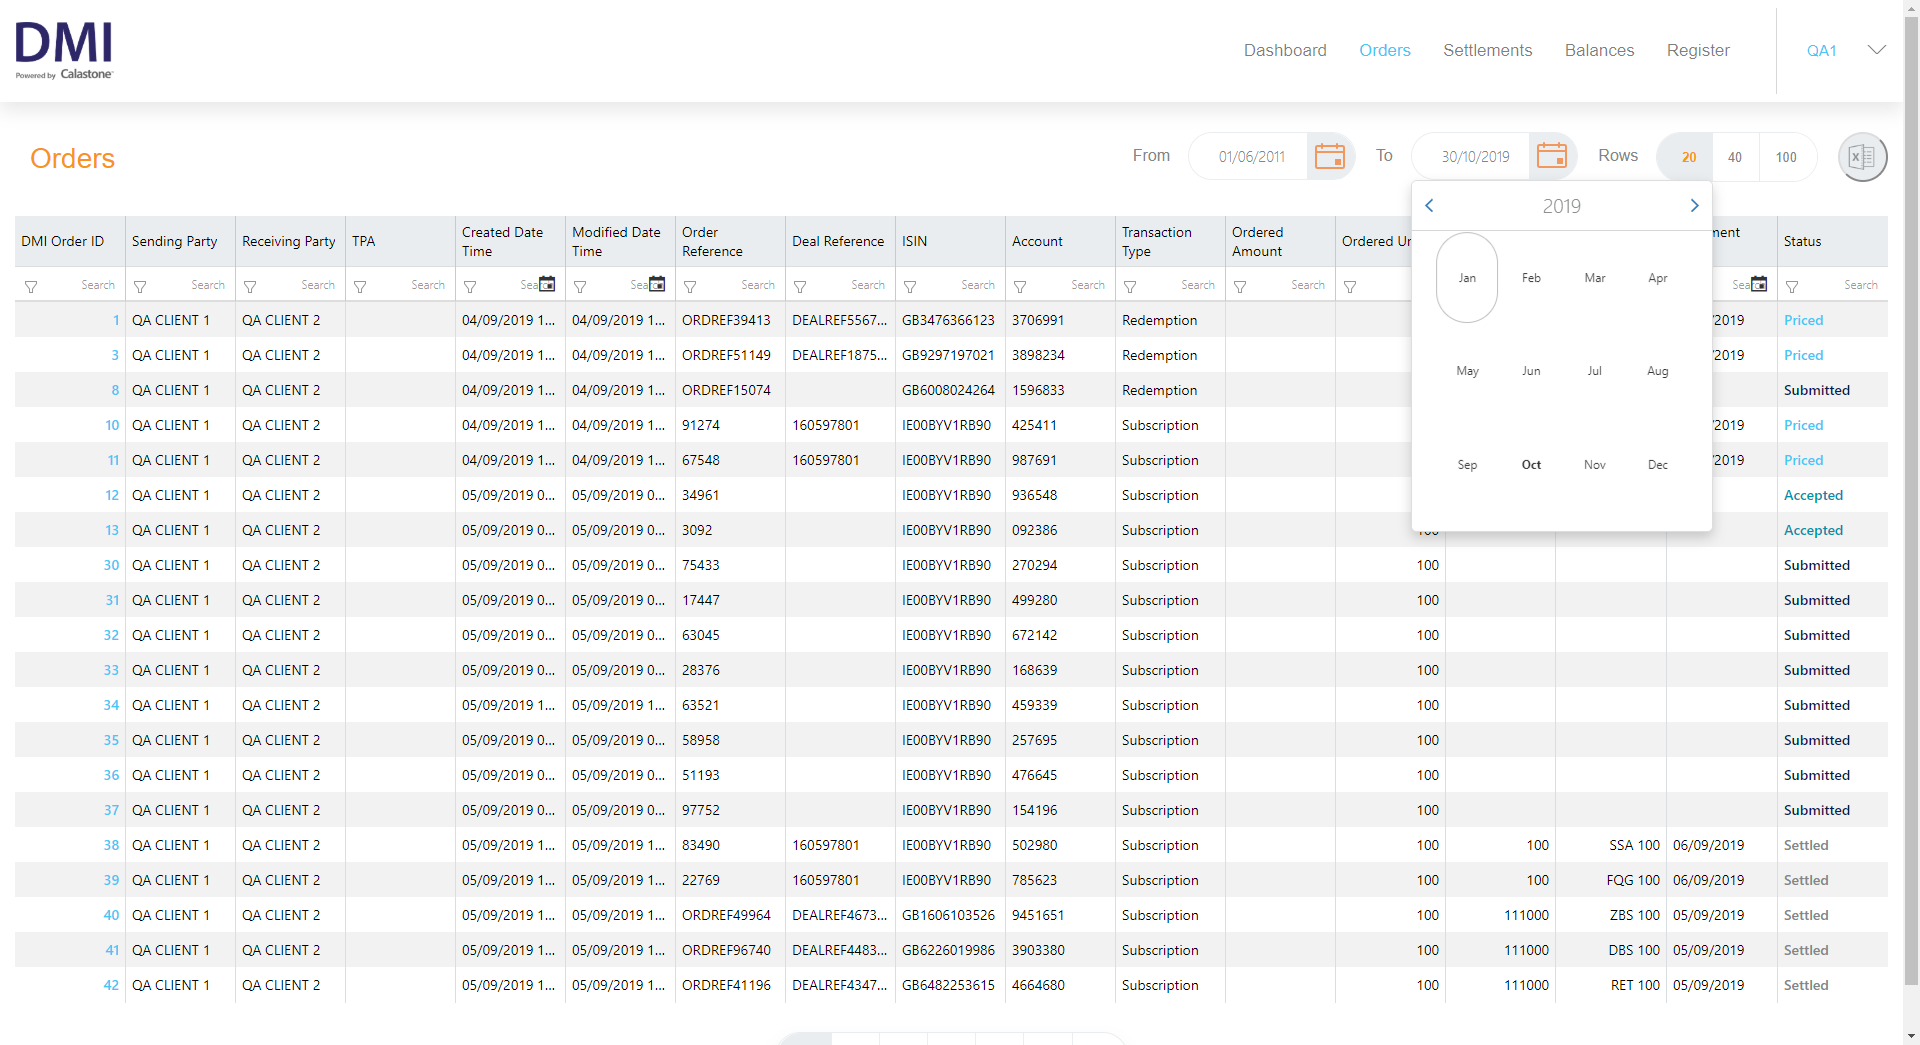 DMI
Powered by Calastone
Dashboard Orders Settlements Balances Register QA1
Orders
From 01/06/2011 To 30/10/2019 Rows 20 40 100
2019
Jan Feb Mar Apr
May Jun Jul Aug
Sep Oct Nov Dec
DMI Order ID Sending Party Receiving Party TPA Created Date Time Modified Date Time Order Reference Deal Reference ISIN Account Transaction Type Ordered Amount Ordered Status
Search Search Search Search Search Search Search Search Search Search Search
1 QA CLIENT 1 QA CLIENT 2 04/09/2019 1... 04/09/2019 1... ORDREF39413 DEALREF5567... GB3476366123 3706991 Redemption /2019 Priced
3 QA CLIENT 1 QA CLIENT 2 04/09/2019 1... 04/09/2019 1... ORDREF51149 DEALREF1875... GB9297197021 3898234 Redemption /2019 Priced
8 QA CLIENT 1 QA CLIENT 2 04/09/2019 1... 04/09/2019 1... ORDREF15074 GB6008024264 1596833 Redemption Submitted
10 QA CLIENT 1 QA CLIENT 2 04/09/2019 1... 04/09/2019 1... 91274 160597801 IE00BYV1RB90 425411 Subscription /2019 Priced
11 QA CLIENT 1 QA CLIENT 2 04/09/2019 1... 04/09/2019 1... 67548 160597801 IE00BYV1RB90 987691 Subscription /2019 Priced
12 QA CLIENT 1 QA CLIENT 2 05/09/2019 0... 05/09/2019 0... 34961 IE00BYV1RB90 936548 Subscription Accepted
13 QA CLIENT 1 QA CLIENT 2 05/09/2019 0... 05/09/2019 0... 3092 IE00BYV1RB90 092386 Subscription 100 Accepted
30 QA CLIENT 1 QA CLIENT 2 05/09/2019 0... 05/09/2019 0... 75433 IE00BYV1RB90 270294 Subscription 100 Submitted
31 QA CLIENT 1 QA CLIENT 2 05/09/2019 0... 05/09/2019 0... 17447 IE00BYV1RB90 499280 Subscription 100 Submitted
32 QA CLIENT 1 QA CLIENT 2 05/09/2019 0... 05/09/2019 0... 63045 IE00BYV1RB90 672142 Subscription 100 Submitted
33 QA CLIENT 1 QA CLIENT 2 05/09/2019 0... 05/09/2019 0... 28376 IE00BYV1RB90 168639 Subscription 100 Submitted
34 QA CLIENT 1 QA CLIENT 2 05/09/2019 1... 05/09/2019 1... 63521 IE00BYV1RB90 459339 Subscription 100 Submitted
35 QA CLIENT 1 QA CLIENT 2 05/09/2019 0... 05/09/2019 0... 58958 IE00BYV1RB90 257695 Subscription 100 Submitted
36 QA CLIENT 1 QA CLIENT 2 05/09/2019 0... 05/09/2019 0... 51193 IE00BYV1RB90 476645 Subscription 100 Submitted
37 QA CLIENT 1 QA CLIENT 2 05/09/2019 0... 05/09/2019 0... 97752 IE00BYV1RB90 154196 Subscription 100 Submitted
38 QA CLIENT 1 QA CLIENT 2 05/09/2019 1... 05/09/2019 1... 83490 160597801 IE00BYV1RB90 502980 Subscription 100 100 SSA 100 06/09/2019 Settled
39 QA CLIENT 1 QA CLIENT 2 05/09/2019 1... 05/09/2019 1... 22769 160597801 IE00BYV1RB90 785623 Subscription 100 100 FQG 100 06/09/2019 Settled
40 QA CLIENT 1 QA CLIENT 2 05/09/2019 1... 05/09/2019 1... ORDREF49964 DEALREF4673... GB1606103526 9451651 Subscription 100 111000 ZBS 100 05/09/2019 Settled
41 QA CLIENT 1 QA CLIENT 2 05/09/2019 1... 05/09/2019 1... ORDREF96740 DEALREF4483... GB6226019986 3903380 Subscription 100 111000 DBS 100 05/09/2019 Settled
42 QA CLIENT 1 QA CLIENT 2 05/09/2019 1... 05/09/2019 1... ORDREF41196 DEALREF4347... GB6482253615 4664680 Subscription 100 111000 RET 100 05/09/2019 Settled